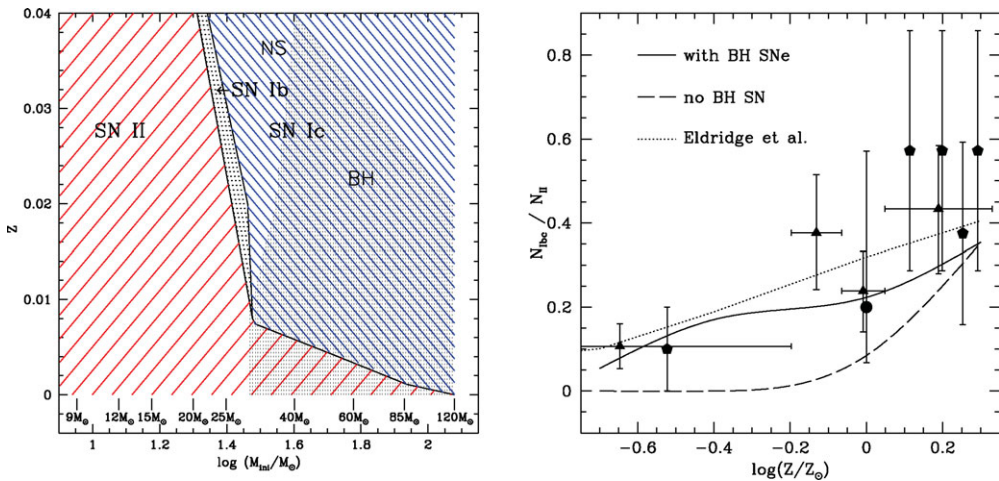 0.04
0.03
0.02
0.01
0
Z
NS
←SN Ib
SN II
SN Ic
BH
9M☉ 12M☉ 15M☉ 20M☉ 25M☉ 40M☉ 60M☉ 85M☉ 120M☉
1 1.2 1.4 1.6 1.8 2
log (M_ini/M☉)
0.8
0.6
0.4
0.2
0
N_Ibc / N_II
with BH SNe
no BH SN
Eldridge et al.
−0.6 −0.4 −0.2 0 0.2
log(Z/Z☉)